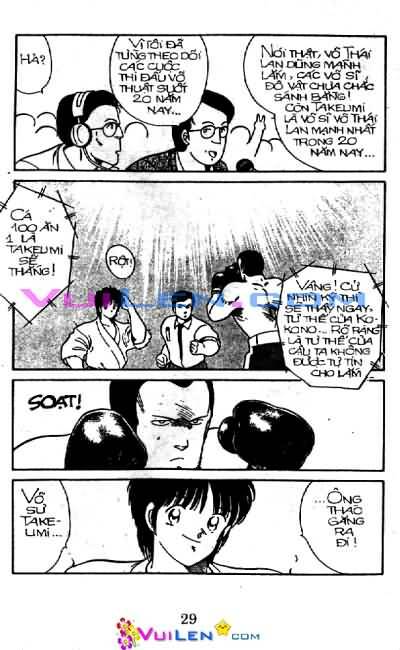 HẢ?
VÌ TÔI ĐÃ
TỪNG THEO DÕI
CÁC CUỘC
THI ĐẤU VÕ
THUẬT SUỐT
20 NĂM
NAY...
NÓI THẬT, VÕ THÁI
LAN DŨNG MÃNH
LẮM, CÁC VÕ SĨ
ĐÔ VẬT CHƯA CHẮC
SÁNH BẰNG!
CÒN TAKEUMI
LÀ VÕ SĨ VÕ THÁI
LAN MẠNH NHẤT
TRONG 20
NĂM NAY...
CÁ
100 ĂN
1 LÀ
TAKEUMI
SẼ
THẮNG!
RỘT!
VÂNG! CỨ
NHÌN KỸ THÌ
SẼ THẤY NGAY,
TƯ THẾ CỦA KO-
KONO... RÕ RÀNG
LÀ TƯ THẾ CỦA
CẬU TA KHÔNG
ĐƯỢC TỰ TIN
CHO LẮM
VuiLen.com
SOẠT!
VÕ
SƯ
TAKE-
UMI...
...ÔNG
THÁO
GĂNG
RA
ĐI!
29
VuiLen.com